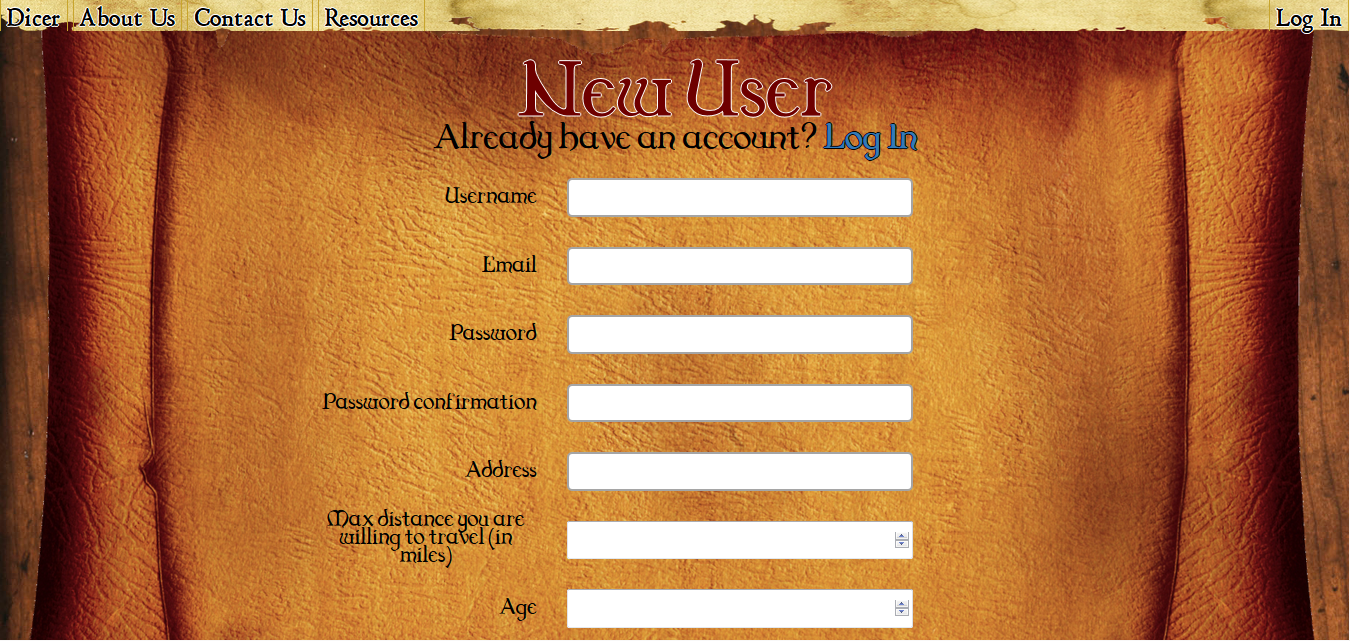 Dicer About Us Contact Us Resources Log In
New User
Already have an account? Log In
Username
Email
Password
Password confirmation
Address
Max distance you are
willing to travel (in
miles)
Age